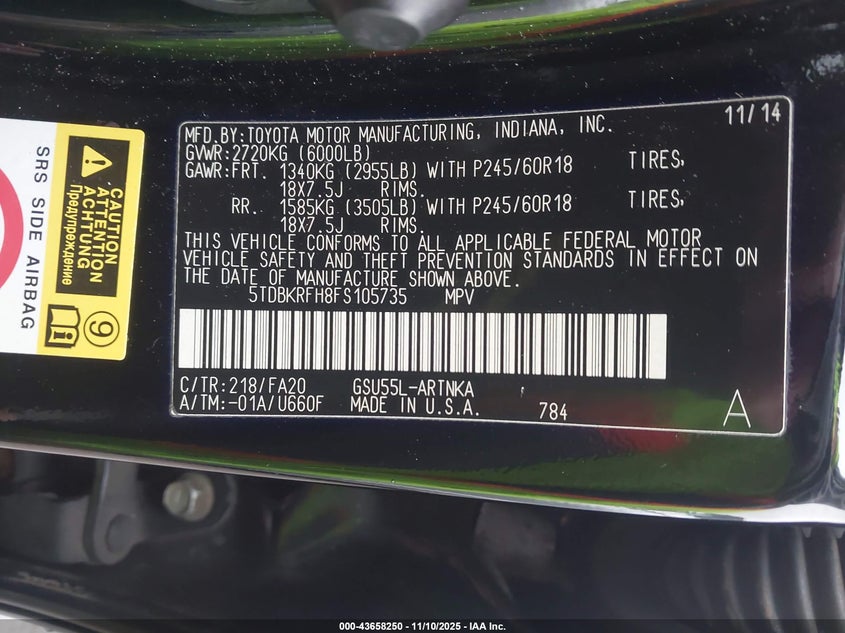 MFD. BY: TOYOTA MOTOR MANUFACTURING, INDIANA, INC. 11/14
GVWR: 2720KG (6000LB)
GAWR: FRT. 1340KG (2955LB) WITH P245/60R18 TIRES,
18X7.5J RIMS.
RR. 1585KG (3505LB) WITH P245/60R18 TIRES,
18X7.5J RIMS.
THIS VEHICLE CONFORMS TO ALL APPLICABLE FEDERAL MOTOR
VEHICLE SAFETY AND THEFT PREVENTION STANDARDS IN EFFECT ON
THE DATE OF MANUFACTURE SHOWN ABOVE.
5TDBKRFH8FS105735 MPV
C/TR: 218/FA20 GSU55L-ARTNKA
A/TM: -01A/U660F MADE IN U.S.A. 784 A
SRS SIDE AIRBAG
CAUTION
ATTENTION
ACHTUNG
Предупреждение
9
i
000-43658250 - 11/10/2025 - IAA Inc.